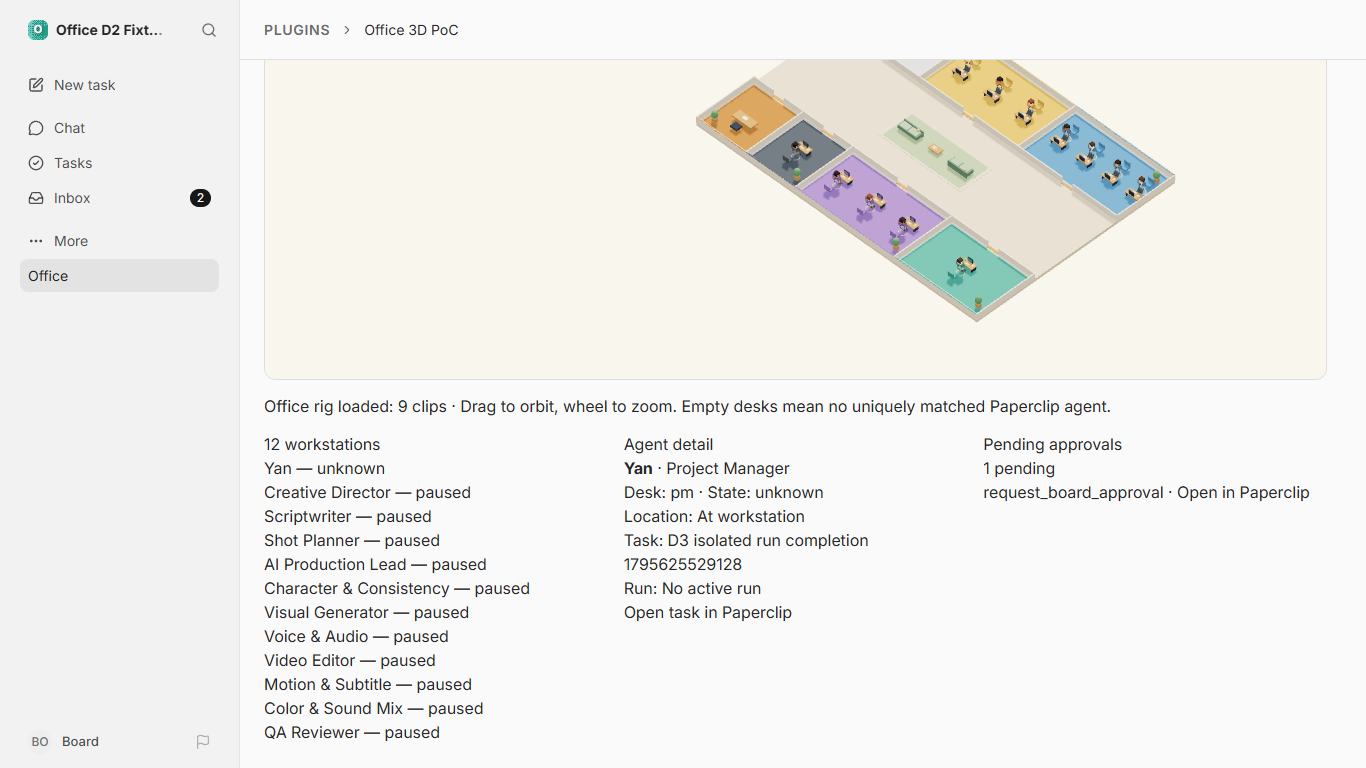 Office D2 Fixt...
New task
Chat
Tasks
Inbox
2
More
Office
BO
Board
PLUGINS
Office 3D PoC
Office rig loaded: 9 clips · Drag to orbit, wheel to zoom. Empty desks mean no uniquely matched Paperclip agent.
12 workstations
Yan — unknown
Creative Director — paused
Scriptwriter — paused
Shot Planner — paused
AI Production Lead — paused
Character & Consistency — paused
Visual Generator — paused
Voice & Audio — paused
Video Editor — paused
Motion & Subtitle — paused
Color & Sound Mix — paused
QA Reviewer — paused
Agent detail
Yan · Project Manager
Desk: pm · State: unknown
Location: At workstation
Task: D3 isolated run completion
1795625529128
Run: No active run
Open task in Paperclip
Pending approvals
1 pending
request_board_approval · Open in Paperclip